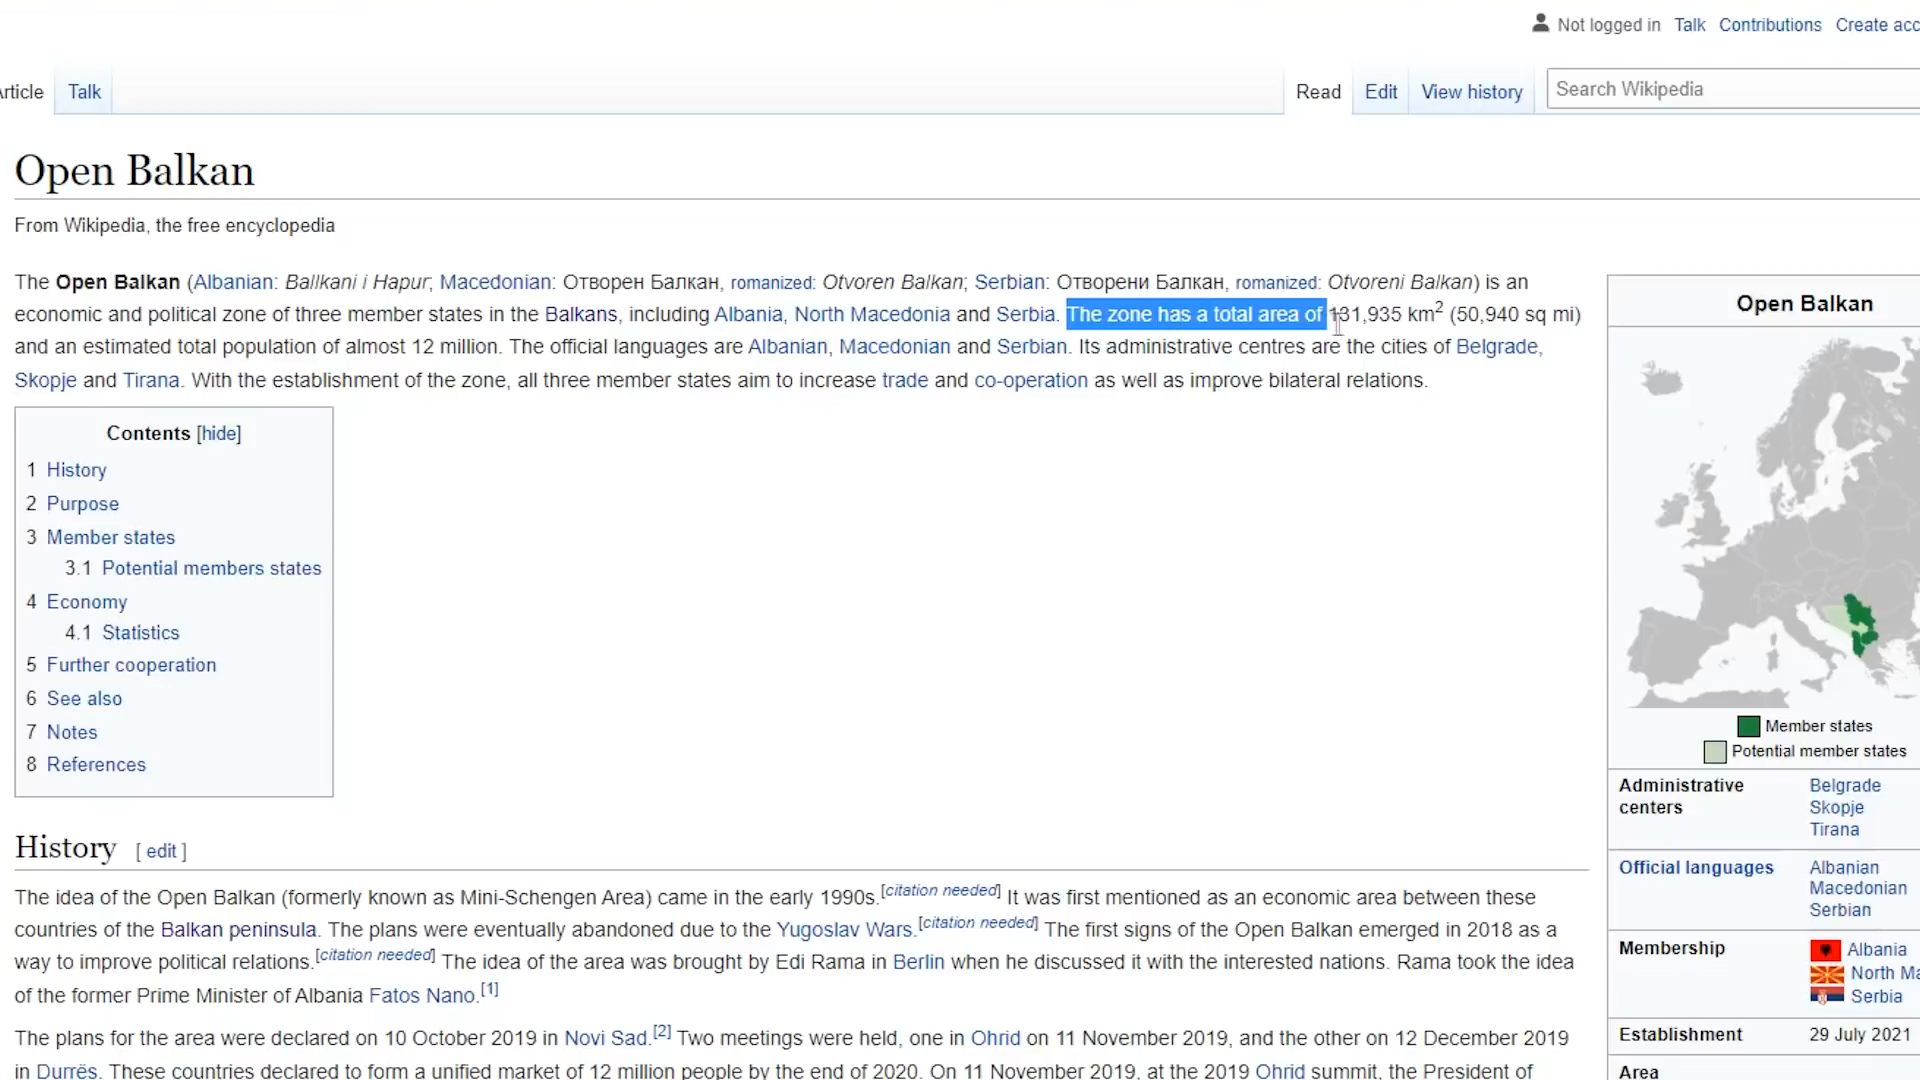 Not logged in Talk Contributions Create acc
Article Talk Read Edit View history Search Wikipedia
Open Balkan
From Wikipedia, the free encyclopedia
The Open Balkan (Albanian: Ballkani i Hapur; Macedonian: Отворен Балкан, romanized: Otvoren Balkan; Serbian: Отворени Балкан, romanized: Otvoreni Balkan) is an
economic and political zone of three member states in the Balkans, including Albania, North Macedonia and Serbia. The zone has a total area of 131,935 km² (50,940 sq mi)
and an estimated total population of almost 12 million. The official languages are Albanian, Macedonian and Serbian. Its administrative centres are the cities of Belgrade,
Skopje and Tirana. With the establishment of the zone, all three member states aim to increase trade and co-operation as well as improve bilateral relations.
Contents [hide]
1 History
2 Purpose
3 Member states
3.1 Potential members states
4 Economy
4.1 Statistics
5 Further cooperation
6 See also
7 Notes
8 References
History [ edit ]
The idea of the Open Balkan (formerly known as Mini-Schengen Area) came in the early 1990s.[citation needed] It was first mentioned as an economic area between these
countries of the Balkan peninsula. The plans were eventually abandoned due to the Yugoslav Wars.[citation needed] The first signs of the Open Balkan emerged in 2018 as a
way to improve political relations.[citation needed] The idea of the area was brought by Edi Rama in Berlin when he discussed it with the interested nations. Rama took the idea
of the former Prime Minister of Albania Fatos Nano.[1]
The plans for the area were declared on 10 October 2019 in Novi Sad.[2] Two meetings were held, one in Ohrid on 11 November 2019, and the other on 12 December 2019
in Durrës. These countries declared to form a unified market of 12 million people by the end of 2020. On 11 November 2019, at the 2019 Ohrid summit, the President of
Open Balkan
Member states
Potential member states
Administrative centers
Belgrade
Skopje
Tirana
Official languages
Albanian
Macedonian
Serbian
Membership
Albania
North Ma
Serbia
Establishment 29 July 2021
Area